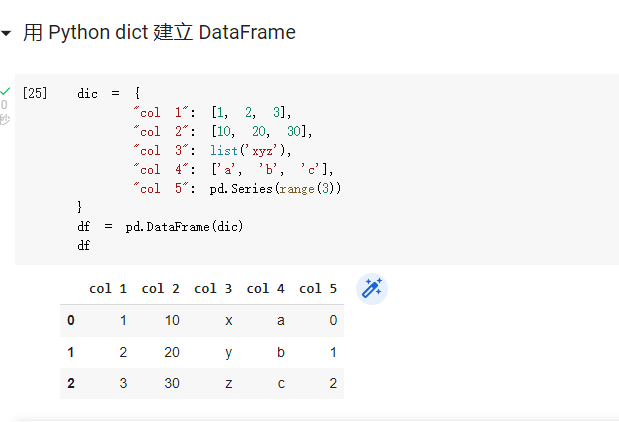 用 Python dict 建立 DataFrame
[25]
0
秒
dic = {
"col 1": [1, 2, 3],
"col 2": [10, 20, 30],
"col 3": list('xyz'),
"col 4": ['a', 'b', 'c'],
"col 5": pd.Series(range(3))
}
df = pd.DataFrame(dic)
df
col 1 col 2 col 3 col 4 col 5
0 1 10 x a 0
1 2 20 y b 1
2 3 30 z c 2